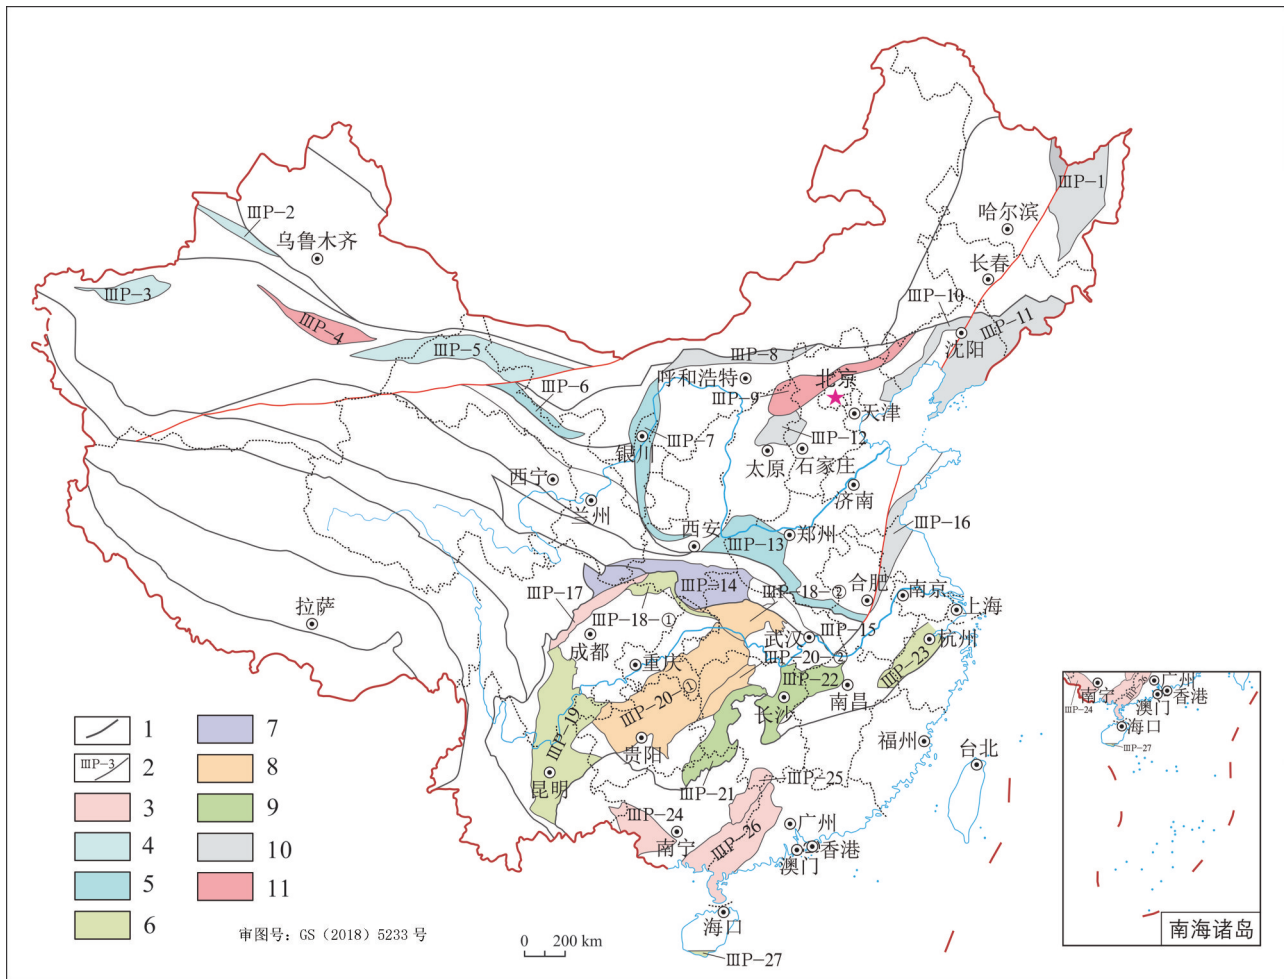 ⅢP-1
ⅢP-2
哈尔滨
乌鲁木齐
长春
ⅢP-3
ⅢP-10
ⅢP-11
ⅢP-4
沈阳
ⅢP-5
ⅢP-8
呼和浩特
北京
ⅢP-6
ⅢP-9
天津
ⅢP-7
ⅢP-12
银川
太原
石家庄
西宁
济南
兰州
西安
郑州
ⅢP-16
ⅢP-13
ⅢP-17
ⅢP-14
ⅢP-18-②
合肥
南京
拉萨
ⅢP-18-①
上海
成都
武汉
ⅢP-15
杭州
重庆
ⅢP-20-②
ⅢP-23
ⅢP-22
ⅢP-20-①
长沙
南昌
ⅢP-19
贵阳
福州
台北
昆明
ⅢP-21
ⅢP-25
ⅢP-24
广州
南宁
ⅢP-26
香港
澳门
海口
ⅢP-27
1
7
ⅢP-3
2
8
3
9
4
10
5
11
6
审图号：GS（2018）5233 号
0 200 km
广州
南宁
ⅢP-26
香港
ⅢP-24
澳门
海口
ⅢP-27
南海诸岛